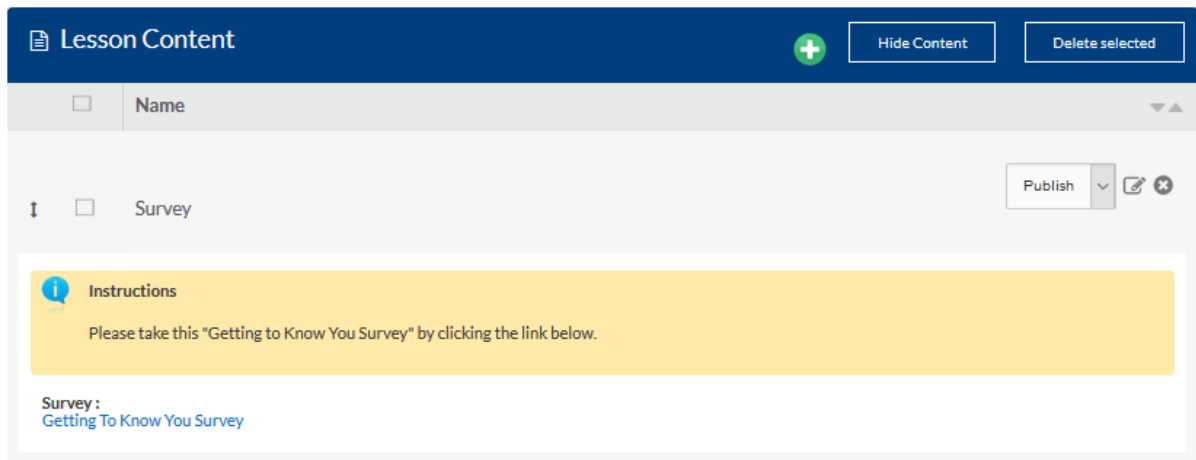 Lesson Content
Hide Content
Delete selected
Name
Publish
Survey
Instructions
Please take this "Getting to Know You Survey" by clicking the link below.
Survey :
Getting To Know You Survey